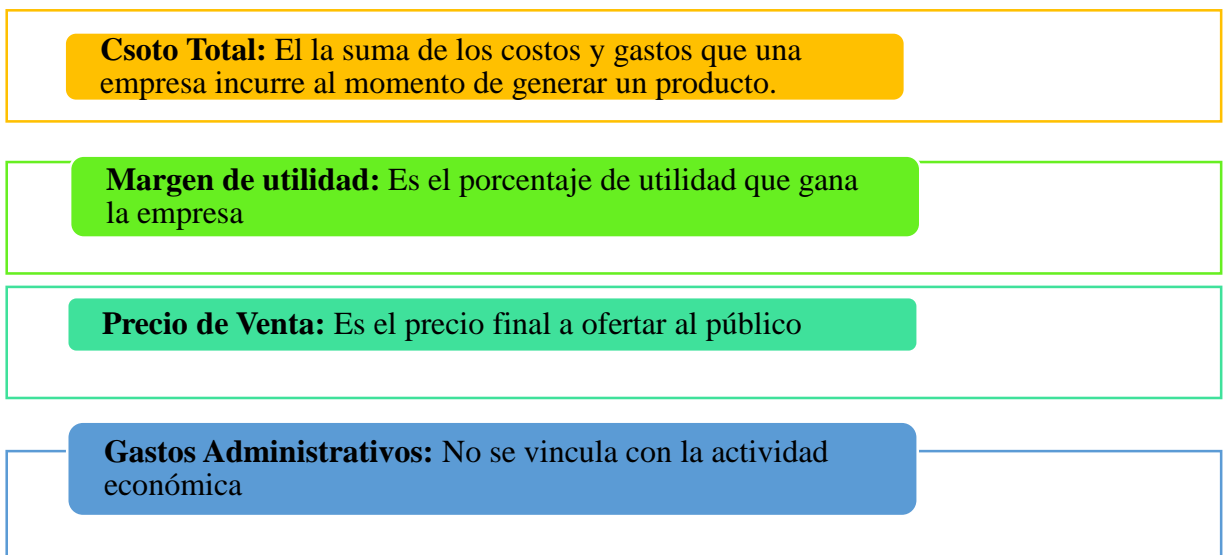 Csoto Total: El la suma de los costos y gastos que una
empresa incurre al momento de generar un producto.
Margen de utilidad: Es el porcentaje de utilidad que gana
la empresa
Precio de Venta: Es el precio final a ofertar al público
Gastos Administrativos: No se vincula con la actividad
económica